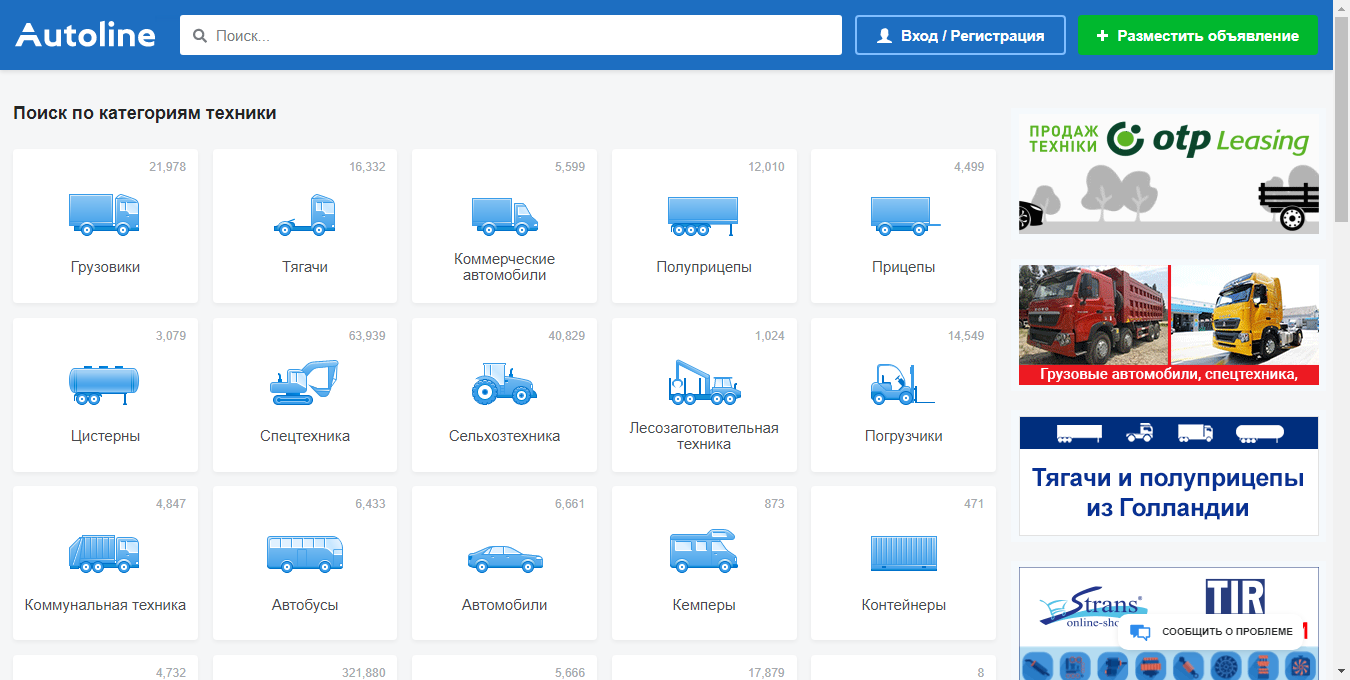 Autoline
Поиск...
Вход / Регистрация
+ Разместить объявление
Поиск по категориям техники
21,978
Грузовики
16,332
Тягачи
5,599
Коммерческие
автомобили
12,010
Полуприцепы
4,499
Прицепы
3,079
Цистерны
63,939
Спецтехника
40,829
Сельхозтехника
1,024
Лесозаготовительная
техника
14,549
Погрузчики
4,847
Коммунальная техника
6,433
Автобусы
6,661
Автомобили
873
Кемперы
471
Контейнеры
4,732
321,880
5,666
17,879
8
ПРОДАЖ
ТЕХНІКИ
otp Leasing
Грузовые автомобили, спецтехника,
Тягачи и полуприцепы
из Голландии
Strans
online-sho
TIR
СООБЩИТЬ О ПРОБЛЕМЕ